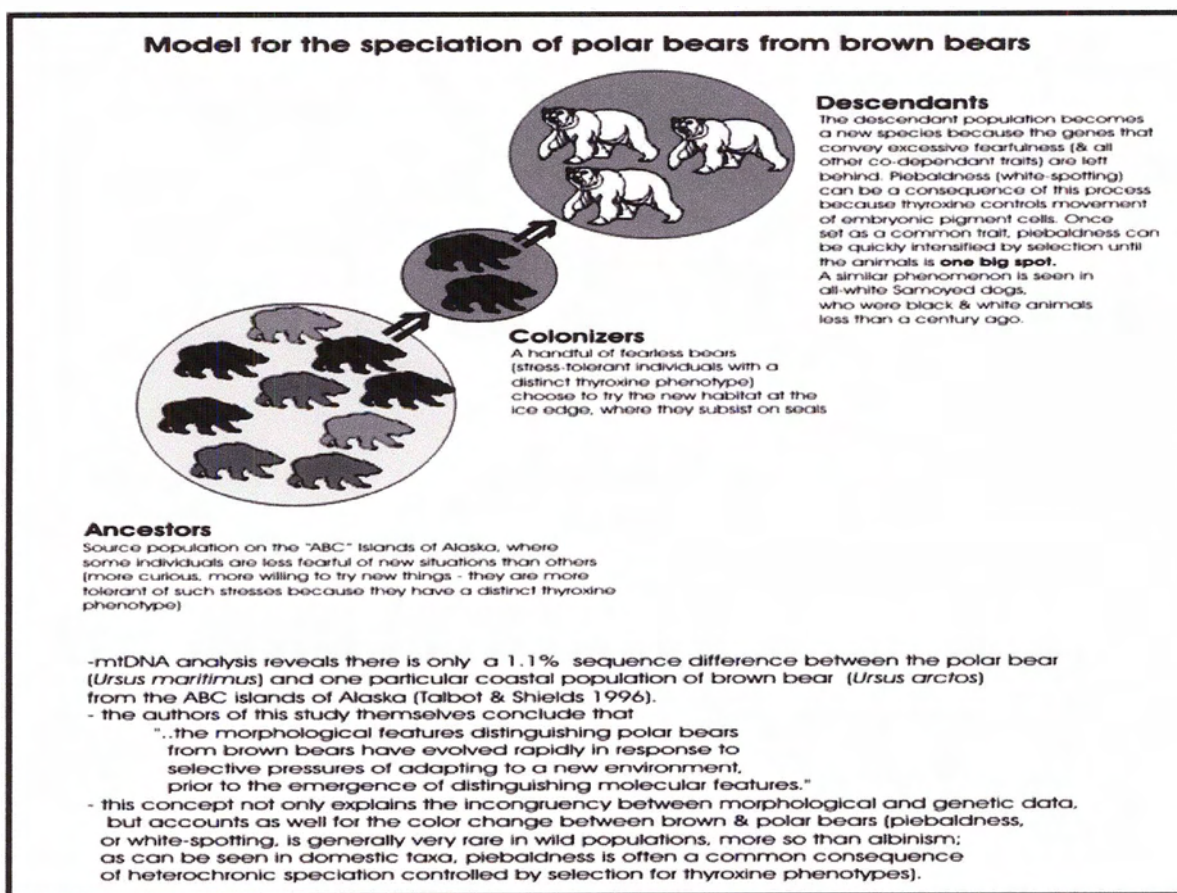 Model for the speciation of polar bears from brown bears
Descendants
The descendant population becomes
a new species because the genes that
convey excessive fearfulness (& all
other co-dependant traits) are left
behind. Piebaldness (white-spotting)
can be a consequence of this process
because thyroxine controls movement
of embryonic pigment cells. Once
set as a common trait, piebaldness can
be quickly intensified by selection until
the animals is one big spot.
A similar phenomenon is seen in
all-white Samoyed dogs,
who were black & white animals
less than a century ago.
Colonizers
A handful of fearless bears
(stress-tolerant individuals with a
distinct thyroxine phenotype)
choose to try the new habitat at the
ice edge, where they subsist on seals
Ancestors
Source population on the "ABC" Islands of Alaska, where
some individuals are less fearful of new situations than others
(more curious, more willing to try new things - they are more
tolerant of such stresses because they have a distinct thyroxine
phenotype)
-mtDNA analysis reveals there is only a 1.1% sequence difference between the polar bear
(Ursus maritimus) and one particular coastal population of brown bear (Ursus arctos)
from the ABC islands of Alaska (Talbot & Shields 1996).
- the authors of this study themselves conclude that
"..the morphological features distinguishing polar bears
from brown bears have evolved rapidly in response to
selective pressures of adapting to a new environment,
prior to the emergence of distinguishing molecular features."
- this concept not only explains the incongruency between morphological and genetic data,
but accounts as well for the color change between brown & polar bears (piebaldness,
or white-spotting, is generally very rare in wild populations, more so than albinism;
as can be seen in domestic taxa, piebaldness is often a common consequence
of heterochronic speciation controlled by selection for thyroxine phenotypes).